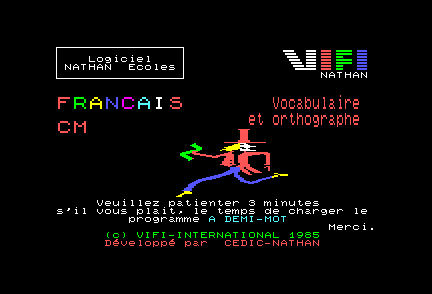 Logiciel
NATHAN Ecoles
VIFI
NATHAN
FRANCAIS
CM
Vocabulaire
et orthographe
Veuillez patienter 3 minutes
s'il vous plait, le temps de charger le
programme A DEMI-MOT
Merci.
(c) VIFI-INTERNATIONAL 1985
Développé par CEDIC-NATHAN